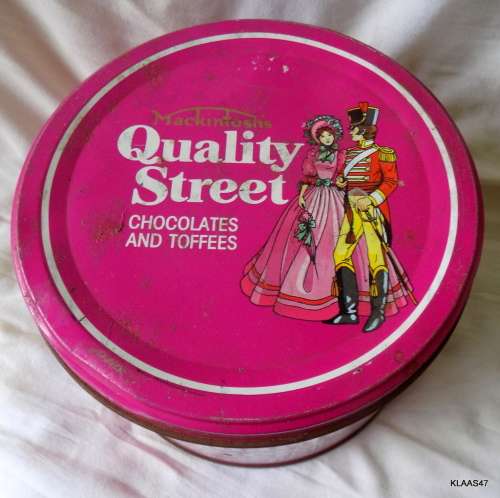 Mackintosh's
Quality
Street
CHOCOLATES
AND TOFFEES
KLAAS47